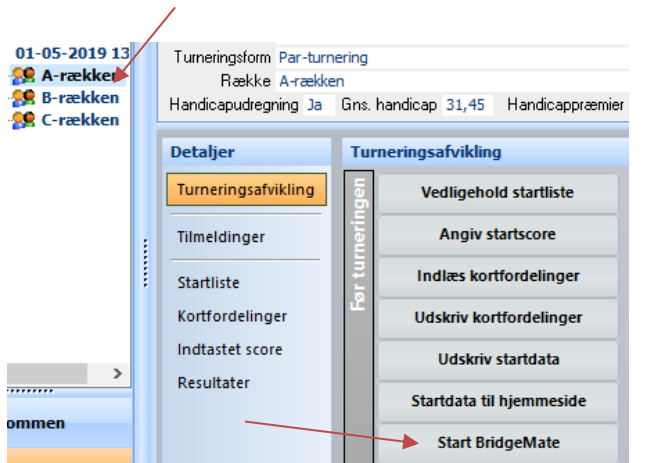 01-05-2019 13
A-rækken
B-rækken
C-rækken
ommen
Turneringsform Par-turnering
Række A-rækken
Handicapudregning Ja Gns. handicap 31,45 Handicappræmier
Detaljer
Turneringsafvikling
Tilmeldinger
Startliste
Kortfordelinger
Indtastet score
Resultater
Turneringsafvikling
Før turneringen
Vedligehold startliste
Angiv startscore
Indlæs kortfordelinger
Udskriv kortfordelinger
Udskriv startdata
Startdata til hjemmeside
Start BridgeMate